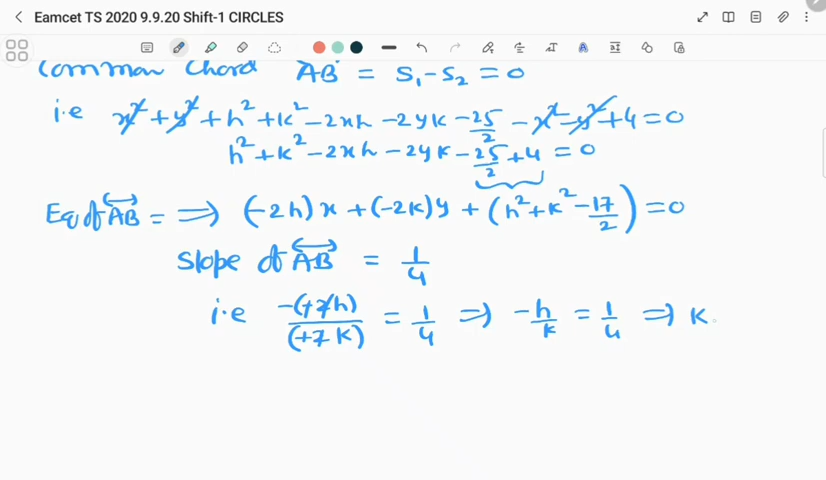 Eamcet TS 2020 9.9.20 Shift-1 CIRCLES
Common Chord AB = S₁-S₂=0
i.e x²+y²+h²+k²-2xh-2yk-25/2-x²-y²+4=0
h²+k²-2xh-2yk-25/2+4=0
Eq of AB = ⟹ (-2h)x+(-2k)y+(h²+k²-17/2)=0
Slope of AB = 1/4
i.e -(+2h)/(+2k) = 1/4 ⟹ -h/k = 1/4 ⟹ K